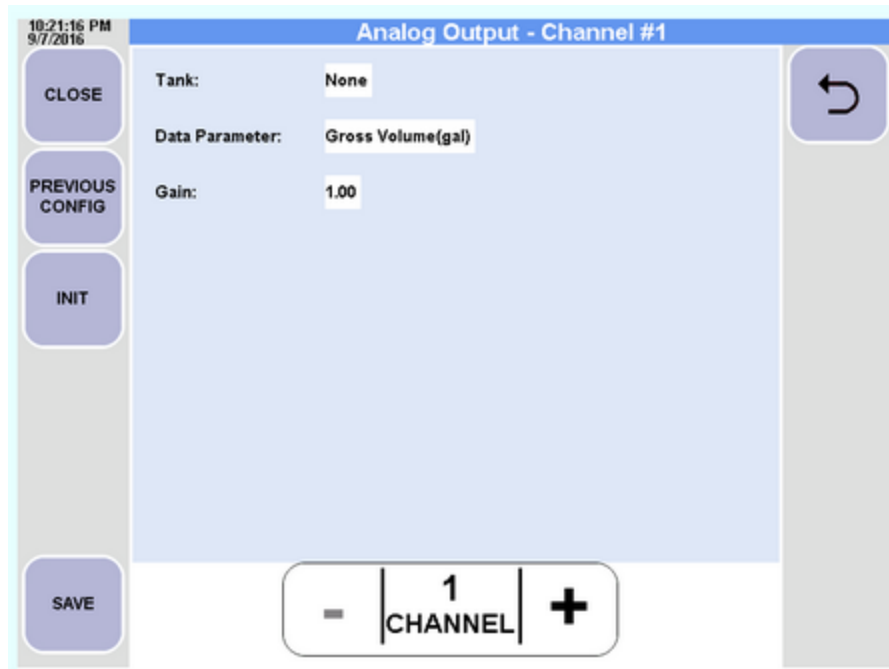 10:21:16 PM
9/7/2016
Analog Output - Channel #1
CLOSE
Tank: None
Data Parameter: Gross Volume(gal)
PREVIOUS
CONFIG
Gain: 1.00
INIT
SAVE
- 1 +
CHANNEL